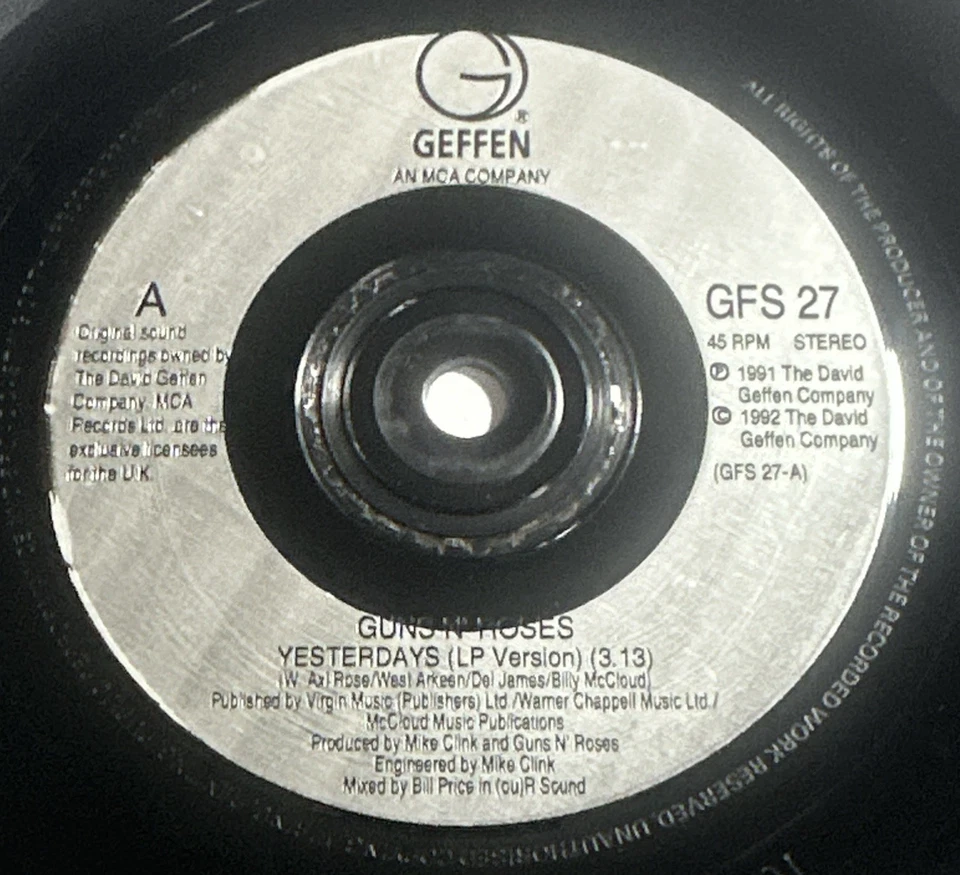 G
®
GEFFEN
AN MCA COMPANY
A
Original sound
recordings owned by
The David Geffen
Company. MCA
Records Ltd. are the
exclusive licensees
for the U.K.
GFS 27
45 RPM STEREO
℗ 1991 The David
Geffen Company
© 1992 The David
Geffen Company
(GFS 27-A)
GUNS N' ROSES
YESTERDAYS (LP Version) (3.13)
(W. Axl Rose/West Arkeen/Del James/Billy McCloud)
Published by Virgin Music (Publishers) Ltd./Warner Chappell Music Ltd./
McCloud Music Publications
Produced by Mike Clink and Guns N' Roses
Engineered by Mike Clink
Mixed by Bill Price in (ou)R Sound
ALL RIGHTS OF THE PRODUCER AND OF THE OWNER OF THE RECORDED WORK RESERVED. UNAUTHORISED